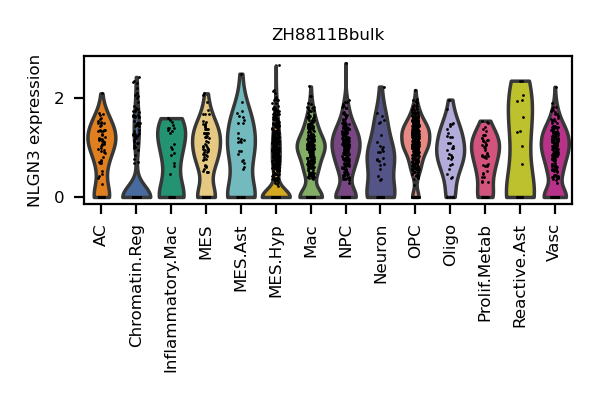 ZH8811Bbulk
NLGN3 expression
2
0
AC
Chromatin.Reg
Inflammatory.Mac
MES
MES.Ast
MES.Hyp
Mac
NPC
Neuron
OPC
Oligo
Prolif.Metab
Reactive.Ast
Vasc